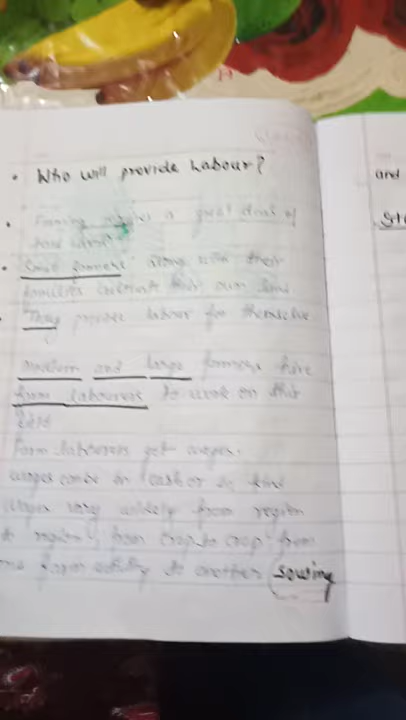 • Who will provide Labour?
• Farming requires a great deal of
hard
• Small farmers along with their
families cultivate their own land
• They provide labour for themselve
medium and large farmers hire
farm labourers to work on their
field
Farm labourers get wages.
wages can be in cash or in kind
wages vary widely from region
to region, from crop to crop from
one farm activity to another (sowing
and